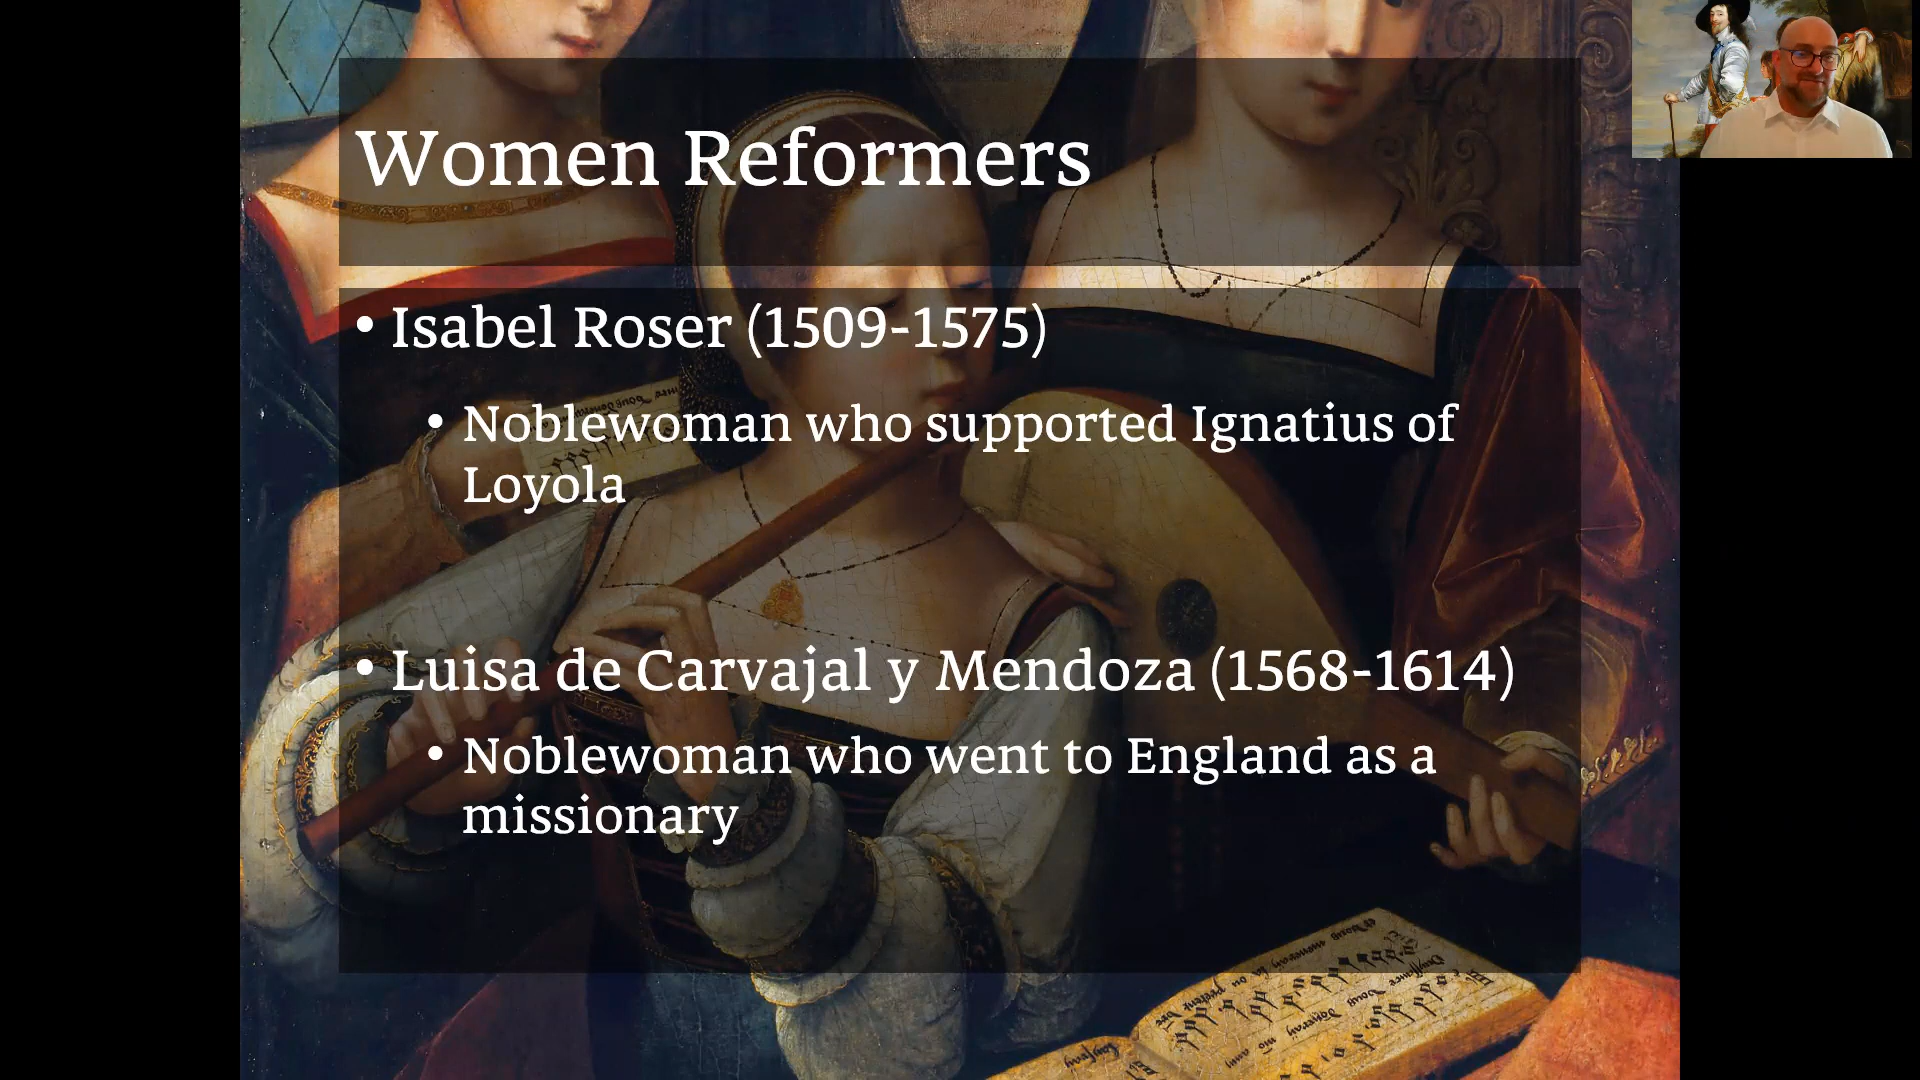 Women Reformers
• Isabel Roser (1509-1575)
• Noblewoman who supported Ignatius of
Loyola
• Luisa de Carvajal y Mendoza (1568-1614)
• Noblewoman who went to England as a
missionary